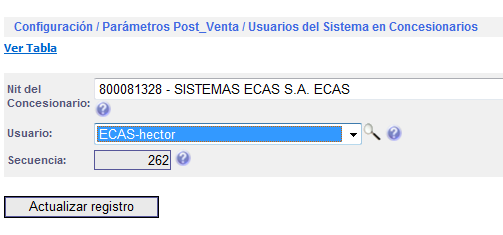 Configuración / Parámetros Post_Venta / Usuarios del Sistema en Concesionarios
Ver Tabla
Nit del Concesionario:
800081328 - SISTEMAS ECAS S.A. ECAS
Usuario: ECAS-hector
Secuencia: 262
Actualizar registro